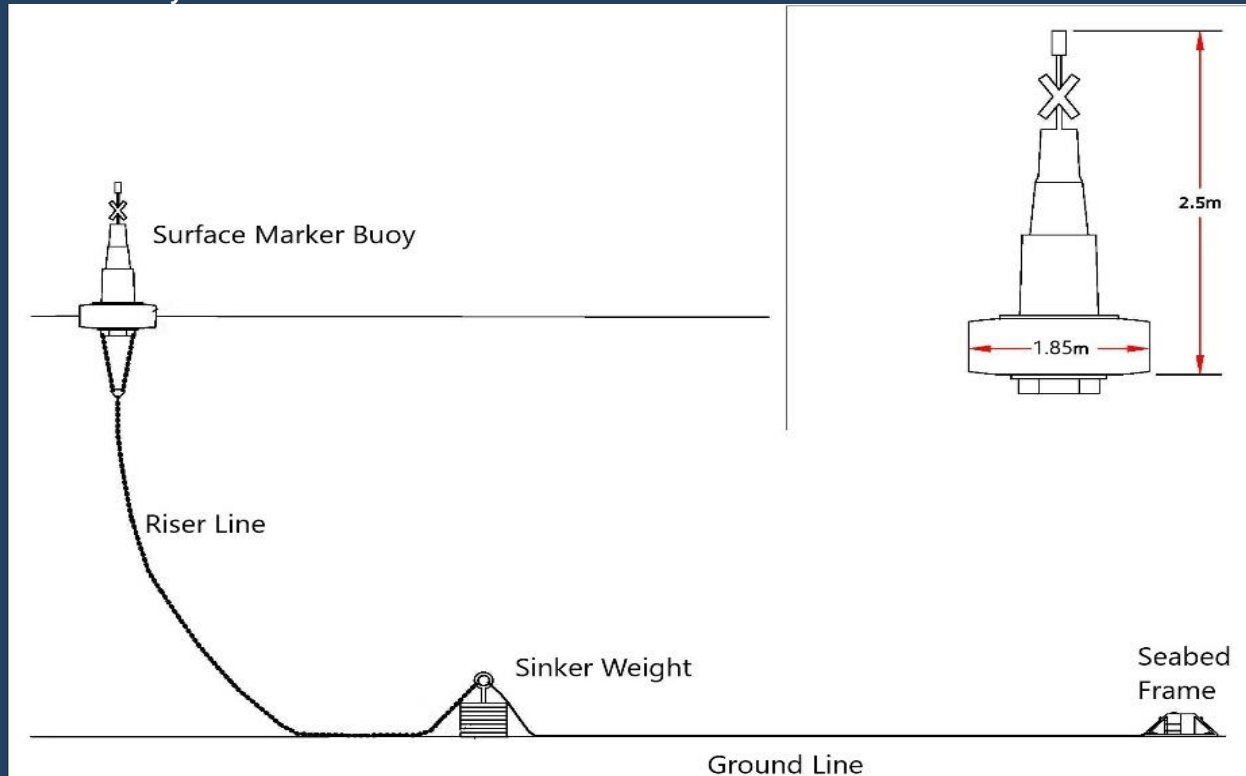 Surface Marker Buoy
2.5m
1.85m
Riser Line
Sinker Weight
Seabed
Frame
Ground Line